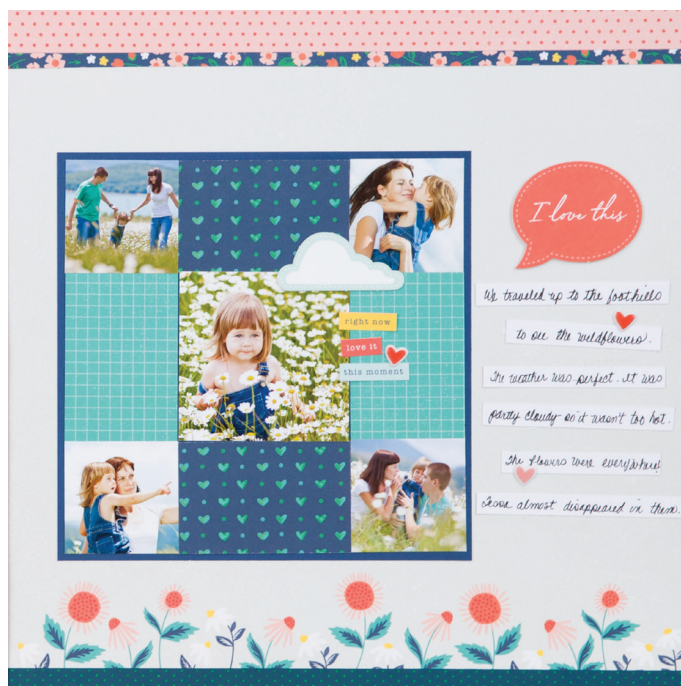 I love this
right now
love it
this moment
We traveled up to the foothills
to see the wildflowers.
The weather was perfect. It was
partly cloudy so it wasn't too hot.
The flowers were everywhere!
almost disappeared in them.